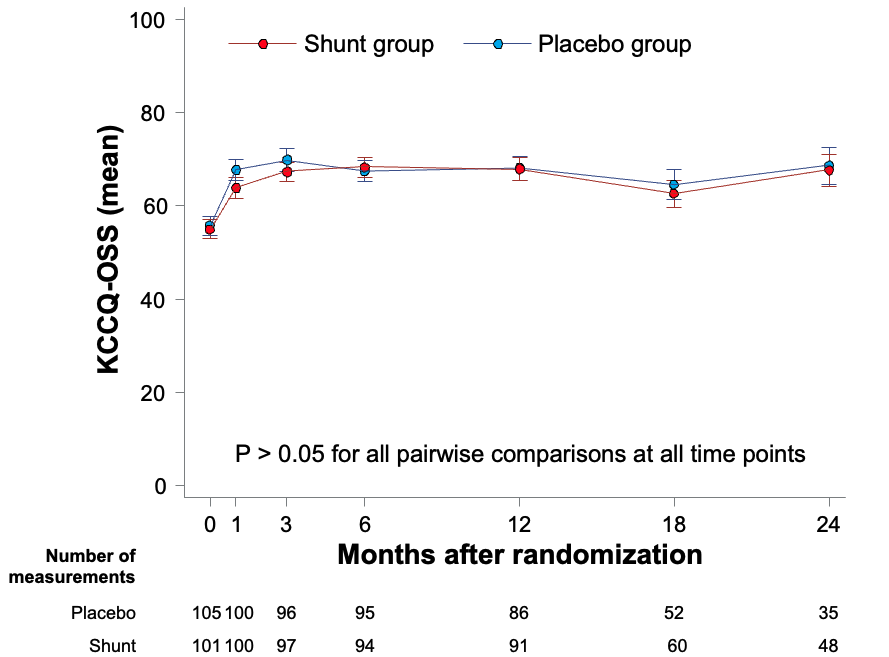 100
Shunt group
Placebo group
80
60
40
20
0
KCCQ-OSS (mean)
P > 0.05 for all pairwise comparisons at all time points
0 1 3 6 12 18 24
Months after randomization
Number of
measurements
Placebo 105 100 96 95 86 52 35
Shunt 101 100 97 94 91 60 48